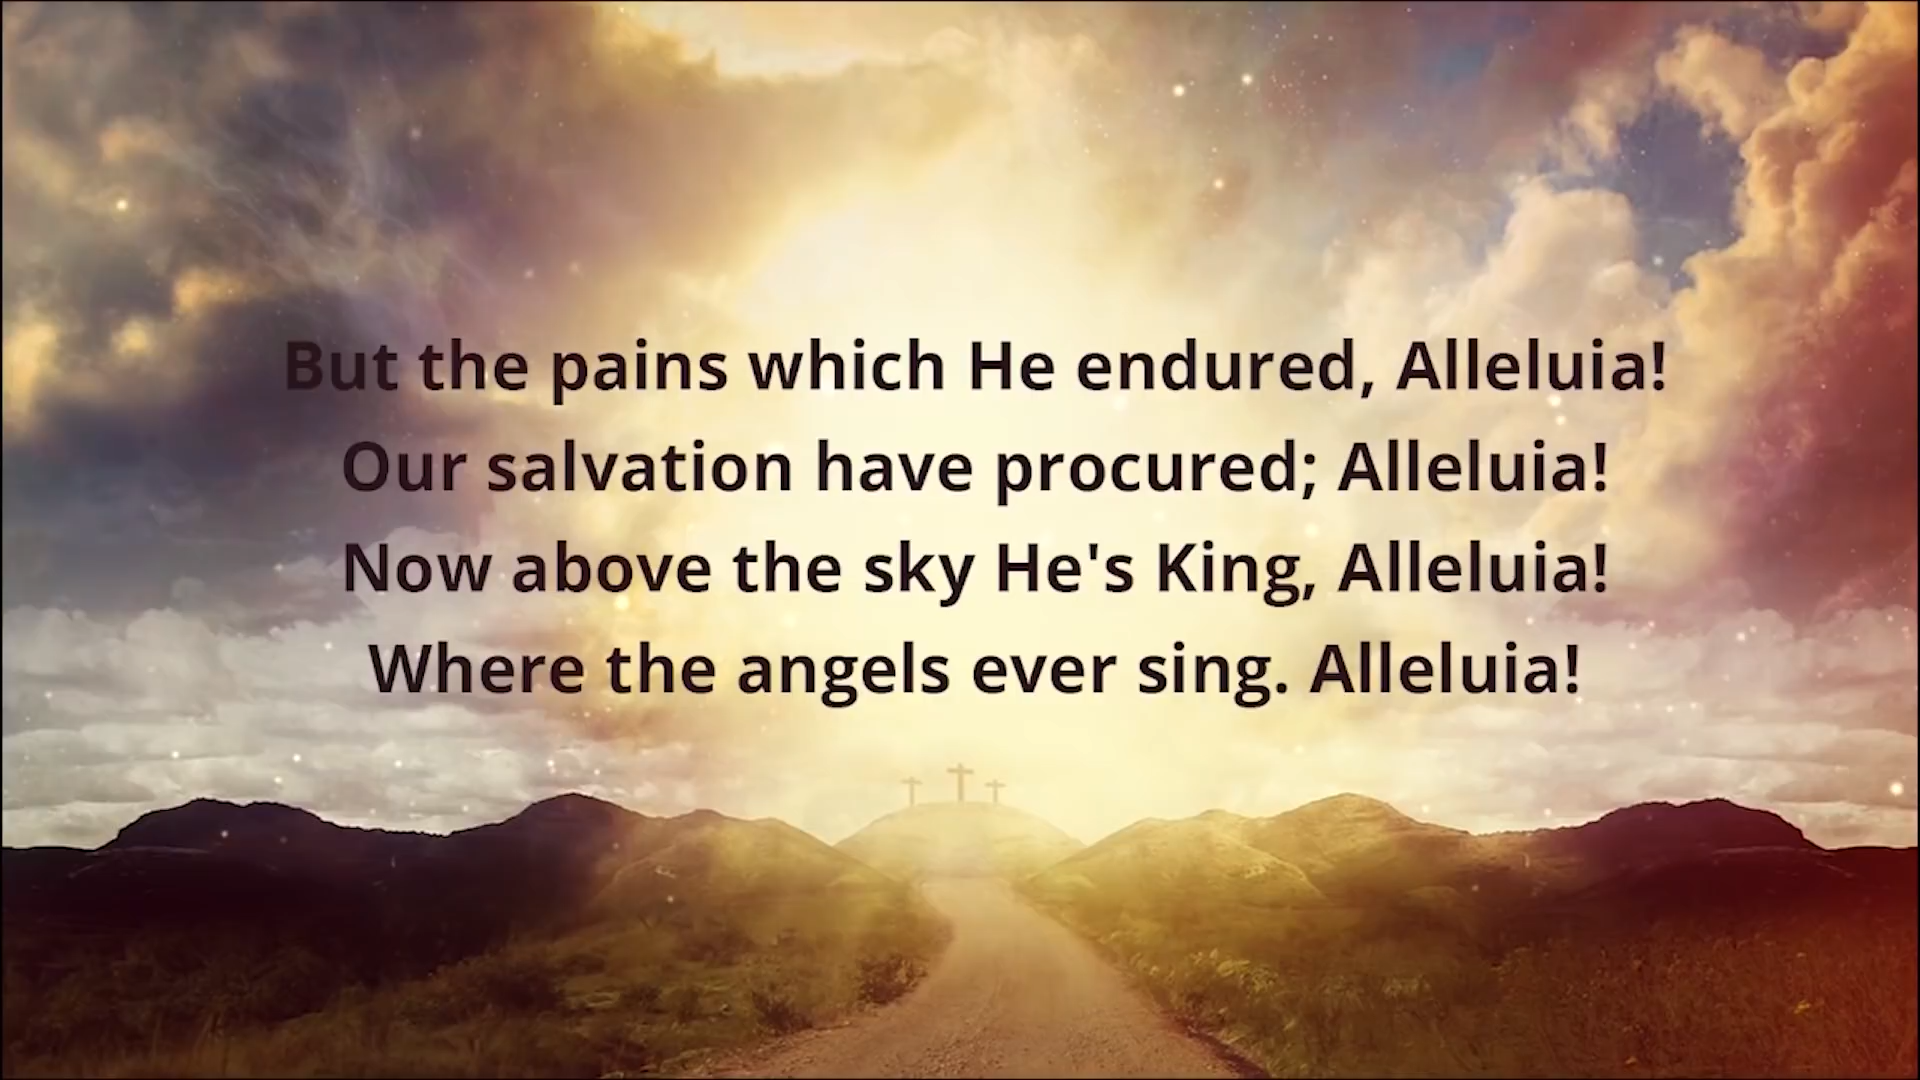 But the pains which He endured, Alleluia!
Our salvation have procured; Alleluia!
Now above the sky He's King, Alleluia!
Where the angels ever sing. Alleluia!